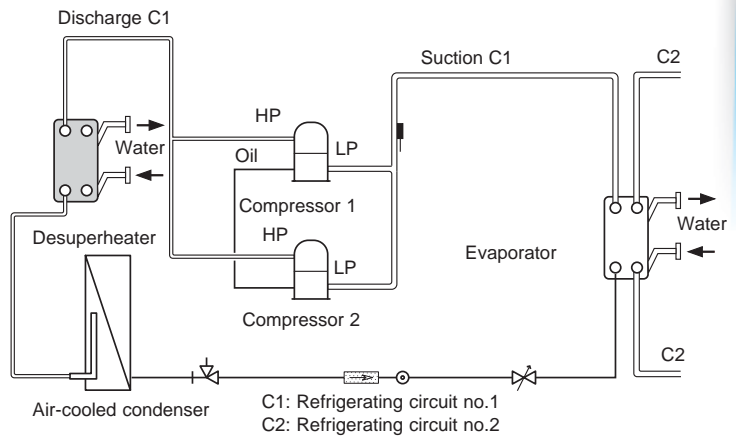 Discharge C1
Suction C1
C2
HP
Water
Oil
LP
Compressor 1
Desuperheater
HP
LP
Evaporator
Water
Compressor 2
C2
Air-cooled condenser
C1: Refrigerating circuit no.1
C2: Refrigerating circuit no.2